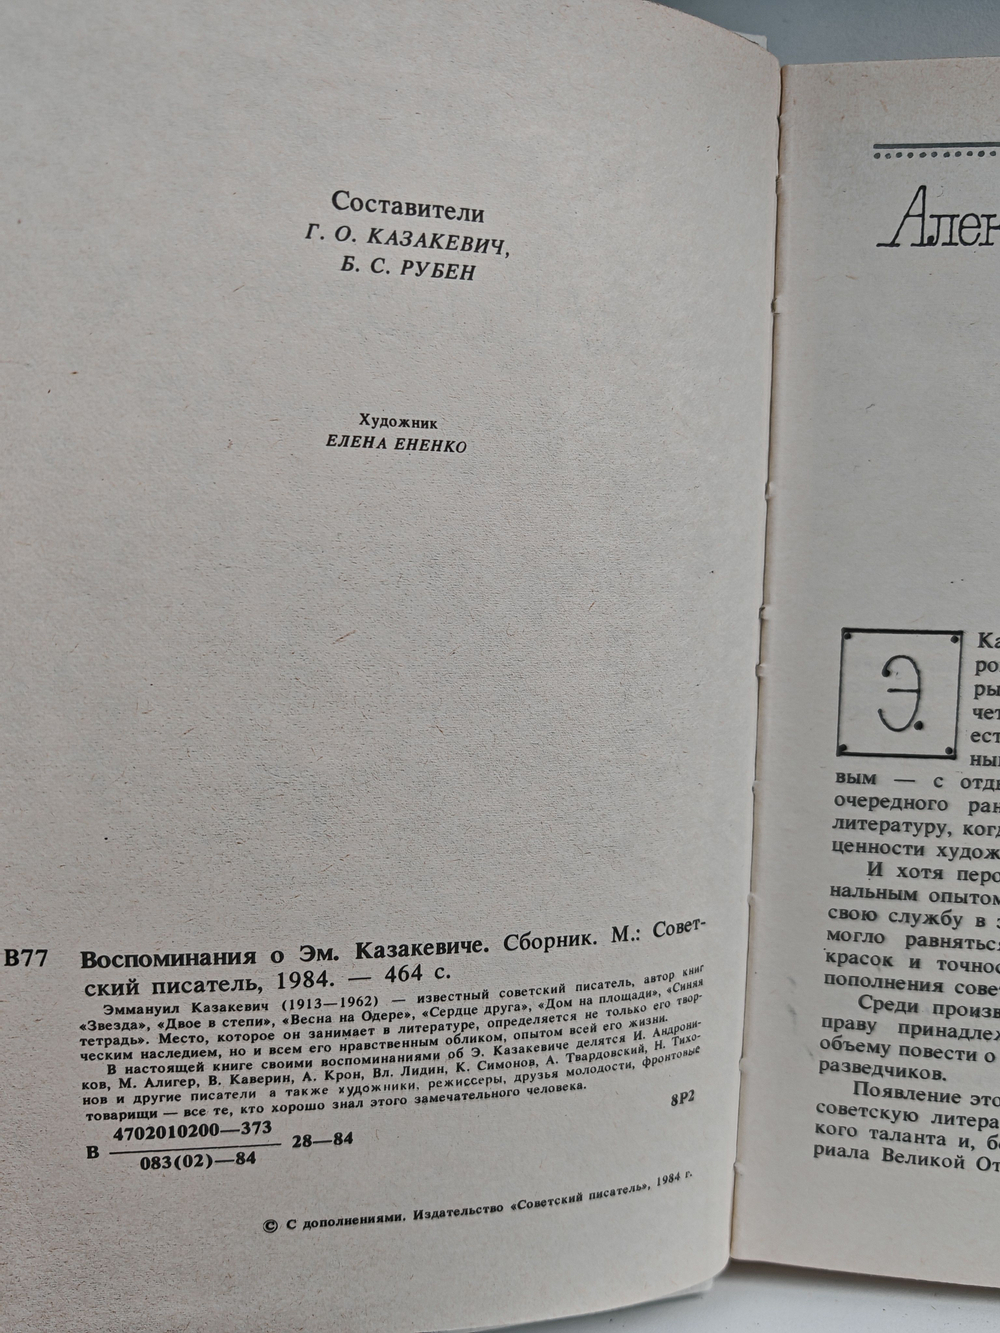 Составители
Г. О. КАЗАКЕВИЧ,
Б. С. РУБЕН
Художник
ЕЛЕНА ЕНЕНКО
В77 Воспоминания о Эм. Казакевиче. Сборник. М.: Совет-
ский писатель, 1984. — 464 с.
Эммануил Казакевич (1913—1962) — известный советский писатель, автор книг
«Звезда», «Двое в степи», «Весна на Одере», «Сердце друга», «Дом на площади», «Синяя
тетрадь». Место, которое он занимает в литературе, определяется не только его твор-
ческим наследием, но и всем его нравственным обликом, опытом всей его жизни.
В настоящей книге своими воспоминаниями об Э. Казакевиче делятся И. Андрони-
ков, М. Алигер, В. Каверин, А. Крон, Вл. Лидин, К. Симонов, А. Твардовский, Н. Тихо-
нов и другие писатели а также художники, режиссеры, друзья молодости, фронтовые
товарищи — все те, кто хорошо знал этого замечательного человека.
В 4702010200—373 28—84 8Р2
083(02)—84
© С дополнениями. Издательство «Советский писатель», 1984 г.
Алек
Э.
Ка
ро
ры
чет
ест
ны
вым — с отд
очередного ран
литературу, когд
ценности худож
И хотя перс
нальным опытом
свою службу в з
могло равняться
красок и точнос
пополнения сове
Среди произв
праву принадлеж
объему повести о
разведчиков.
Появление это
советскую литера
кого таланта и, бе
риала Великой От